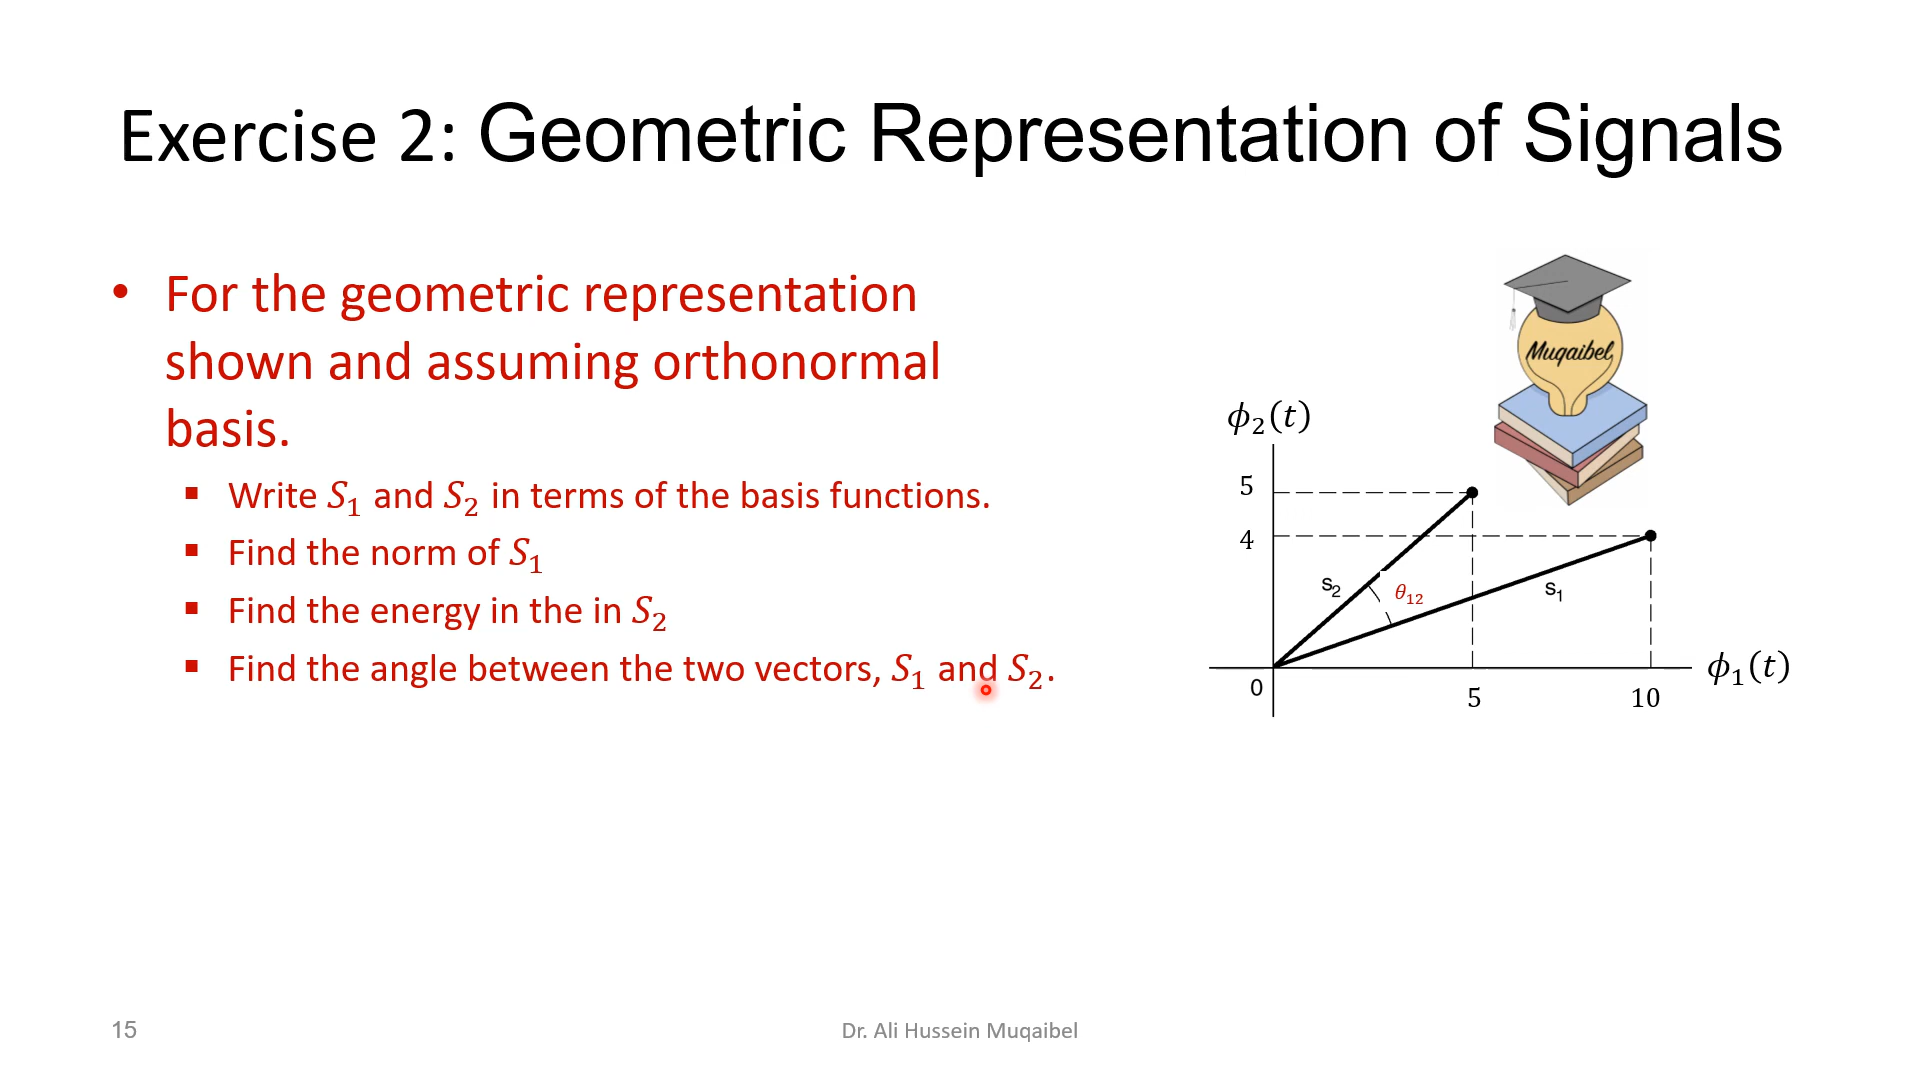 Exercise 2: Geometric Representation of Signals
• For the geometric representation
shown and assuming orthonormal
basis.
▪ Write S₁ and S₂ in terms of the basis functions.
▪ Find the norm of S₁
▪ Find the energy in the in S₂
▪ Find the angle between the two vectors, S₁ and S₂.
Muqaibel
ϕ₂(t)
5
4
s₂
θ₁₂
s₁
ϕ₁(t)
0
5
10
15
Dr. Ali Hussein Muqaibel